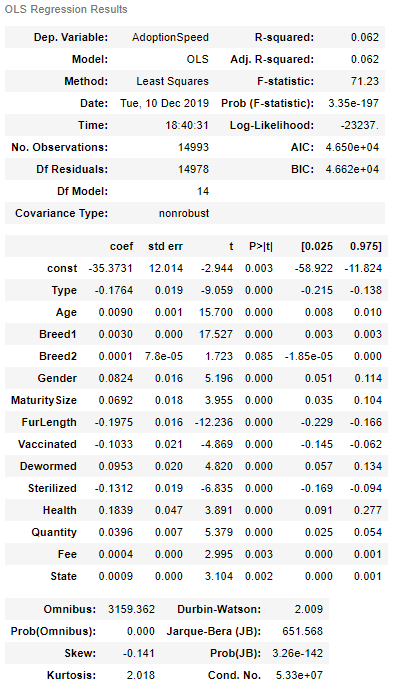 OLS Regression Results
Dep. Variable: AdoptionSpeed R-squared: 0.062
Model: OLS Adj. R-squared: 0.062
Method: Least Squares F-statistic: 71.23
Date: Tue, 10 Dec 2019 Prob (F-statistic): 3.35e-197
Time: 18:40:31 Log-Likelihood: -23237.
No. Observations: 14993 AIC: 4.650e+04
Df Residuals: 14978 BIC: 4.662e+04
Df Model: 14
Covariance Type: nonrobust
coef std err t P>|t| [0.025 0.975]
const -35.3731 12.014 -2.944 0.003 -58.922 -11.824
Type -0.1764 0.019 -9.059 0.000 -0.215 -0.138
Age 0.0090 0.001 15.700 0.000 0.008 0.010
Breed1 0.0030 0.000 17.527 0.000 0.003 0.003
Breed2 0.0001 7.8e-05 1.723 0.085 -1.85e-05 0.000
Gender 0.0824 0.016 5.196 0.000 0.051 0.114
MaturitySize 0.0692 0.018 3.955 0.000 0.035 0.104
FurLength -0.1975 0.016 -12.236 0.000 -0.229 -0.166
Vaccinated -0.1033 0.021 -4.869 0.000 -0.145 -0.062
Dewormed 0.0953 0.020 4.820 0.000 0.057 0.134
Sterilized -0.1312 0.019 -6.835 0.000 -0.169 -0.094
Health 0.1839 0.047 3.891 0.000 0.091 0.277
Quantity 0.0396 0.007 5.379 0.000 0.025 0.054
Fee 0.0004 0.000 2.995 0.003 0.000 0.001
State 0.0009 0.000 3.104 0.002 0.000 0.001
Omnibus: 3159.362 Durbin-Watson: 2.009
Prob(Omnibus): 0.000 Jarque-Bera (JB): 651.568
Skew: -0.141 Prob(JB): 3.26e-142
Kurtosis: 2.018 Cond. No. 5.33e+07